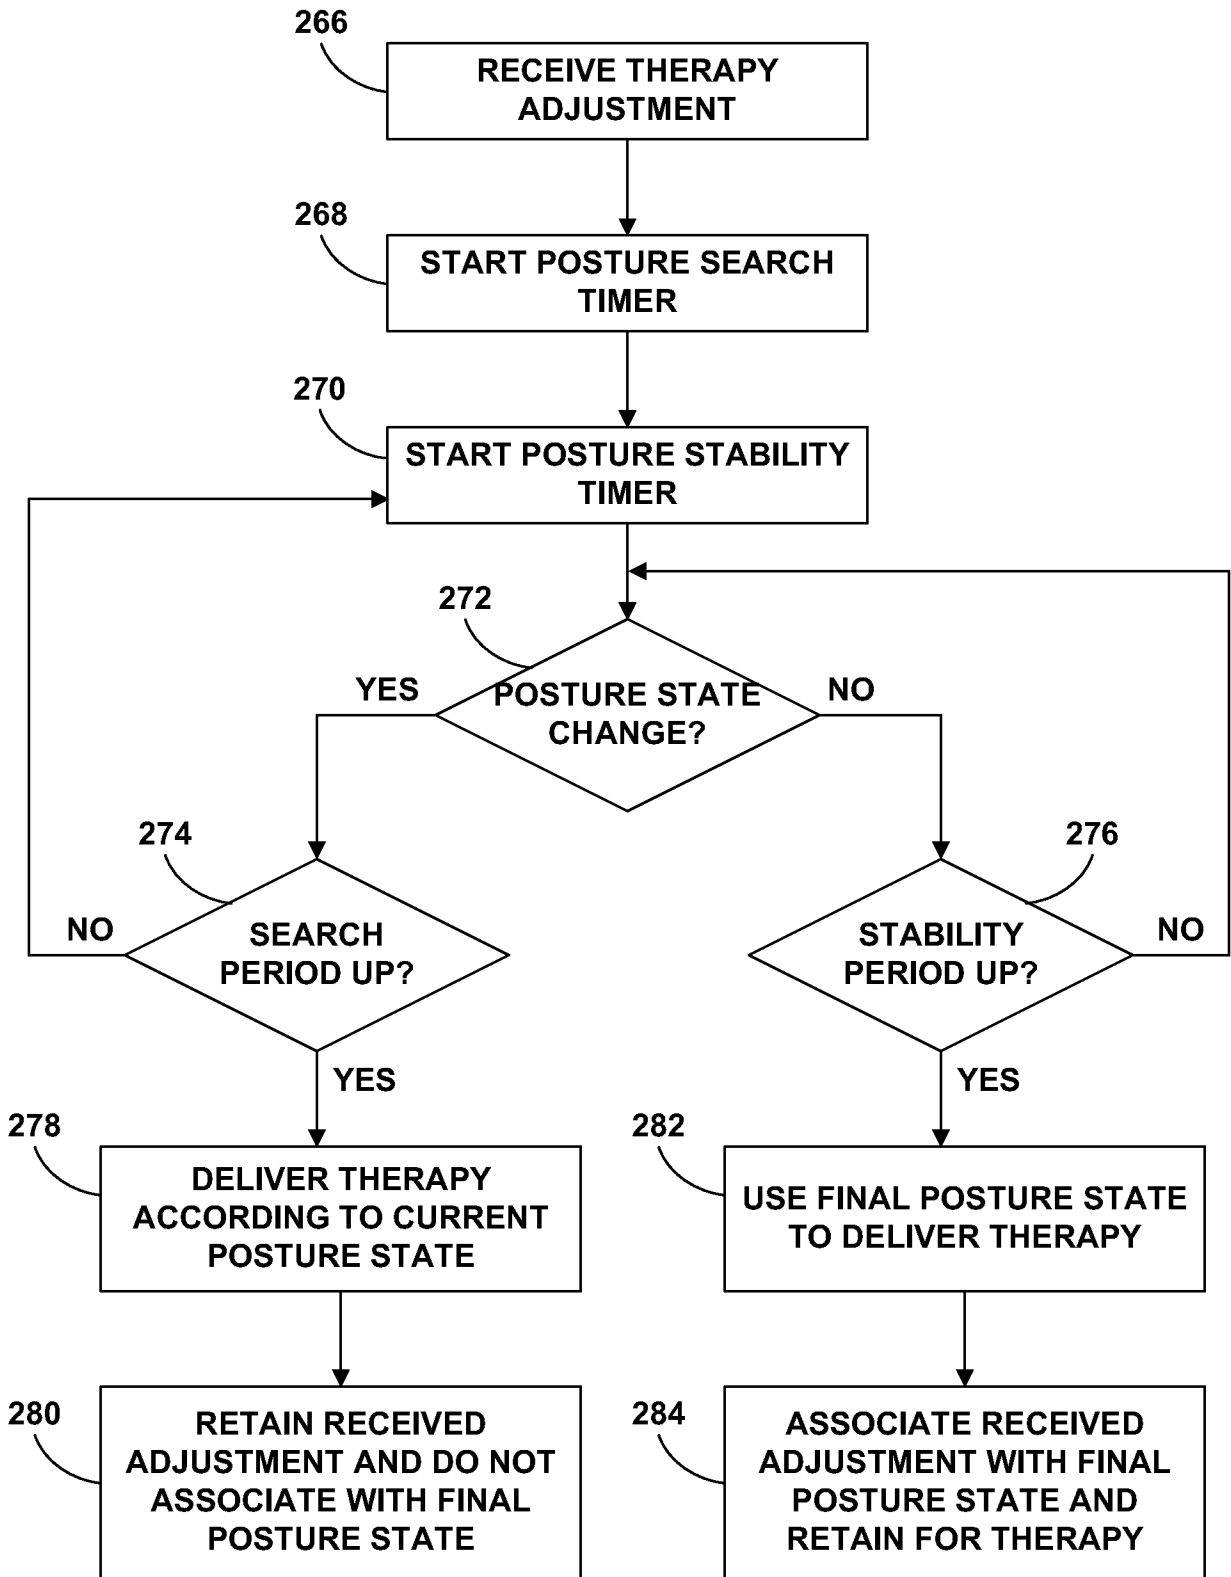 266
RECEIVE THERAPY
ADJUSTMENT
268
START POSTURE SEARCH
TIMER
270
START POSTURE STABILITY
TIMER
272
YES
POSTURE STATE
CHANGE?
NO
274
276
NO
SEARCH
PERIOD UP?
STABILITY
PERIOD UP?
NO
YES
YES
278
DELIVER THERAPY
ACCORDING TO CURRENT
POSTURE STATE
282
USE FINAL POSTURE STATE
TO DELIVER THERAPY
280
RETAIN RECEIVED
ADJUSTMENT AND DO NOT
ASSOCIATE WITH FINAL
POSTURE STATE
284
ASSOCIATE RECEIVED
ADJUSTMENT WITH FINAL
POSTURE STATE AND
RETAIN FOR THERAPY